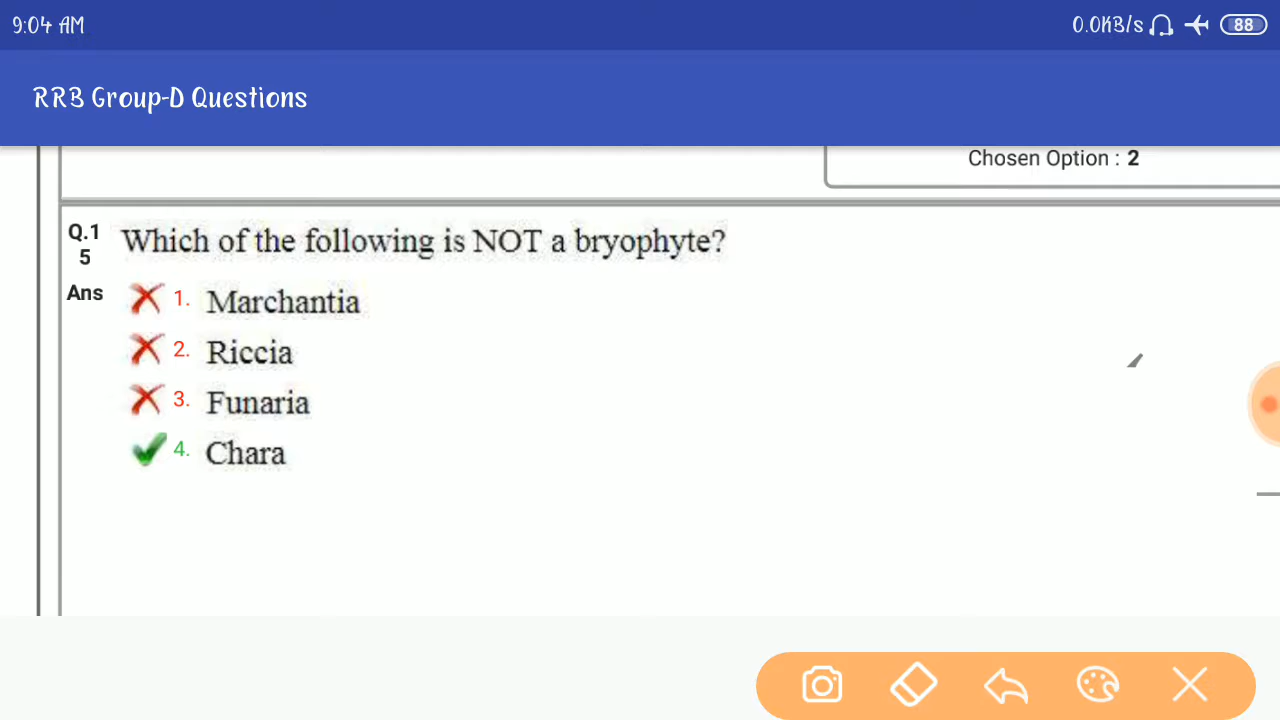 9:04 AM
0.0KB/s 88
RRB Group-D Questions
Chosen Option : 2
Q.1
5
Which of the following is NOT a bryophyte?
Ans
1. Marchantia
2. Riccia
3. Funaria
4. Chara